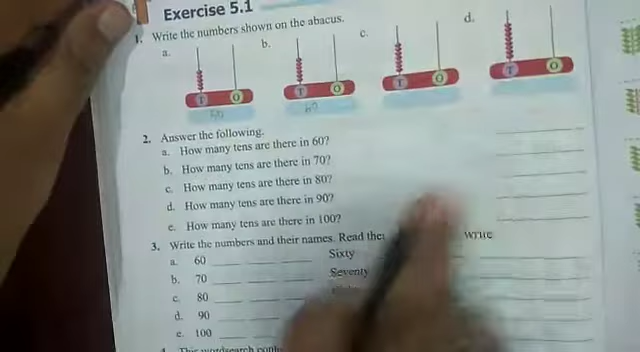 Exercise 5.1
1. Write the numbers shown on the abacus.
a. b. c. d.
T O T O T O T O
2. Answer the following.
a. How many tens are there in 60?
b. How many tens are there in 70?
c. How many tens are there in 80?
d. How many tens are there in 90?
e. How many tens are there in 100?
3. Write the numbers and their names. Read write
a. 60 Sixty
b. 70 Seventy
c. 80
d. 90
e. 100
4. This wordsearch